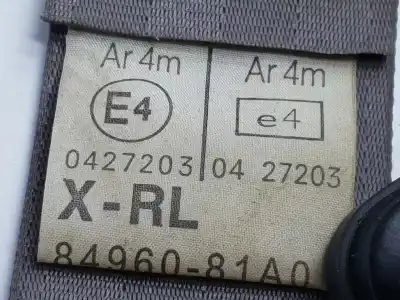 Ar 4m Ar 4m
E4 e4
0427203 04 27203
X-RL
84960-81A0